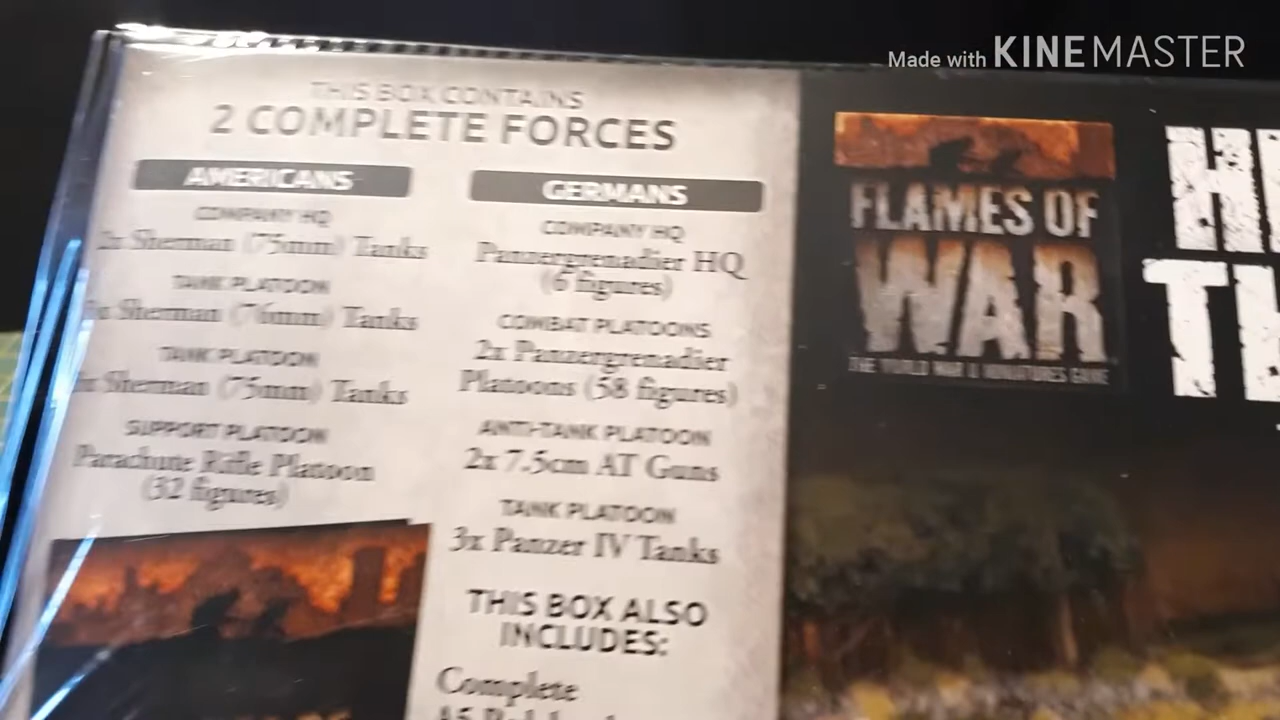 Made with KINEMASTER
THIS BOX CONTAINS
2 COMPLETE FORCES
AMERICANS
COMPANY HQ
2x Sherman (75mm) Tanks
TANK PLATOON
Sherman (76mm) Tanks
TANK PLATOON
Sherman (75mm) Tanks
SUPPORT PLATOON
Parachute Rifle Platoon
(32 figures)
GERMANS
COMPANY HQ
Panzergrenadier HQ
(6 figures)
COMBAT PLATOONS
2x Panzergrenadier
Platoons (58 figures)
ANTI-TANK PLATOON
2x 7.5cm AT Guns
TANK PLATOON
3x Panzer IV Tanks
THIS BOX ALSO
INCLUDES:
Complete
A5
FLAMES OF
WAR
THE WORLD WAR II MINIATURES GAME